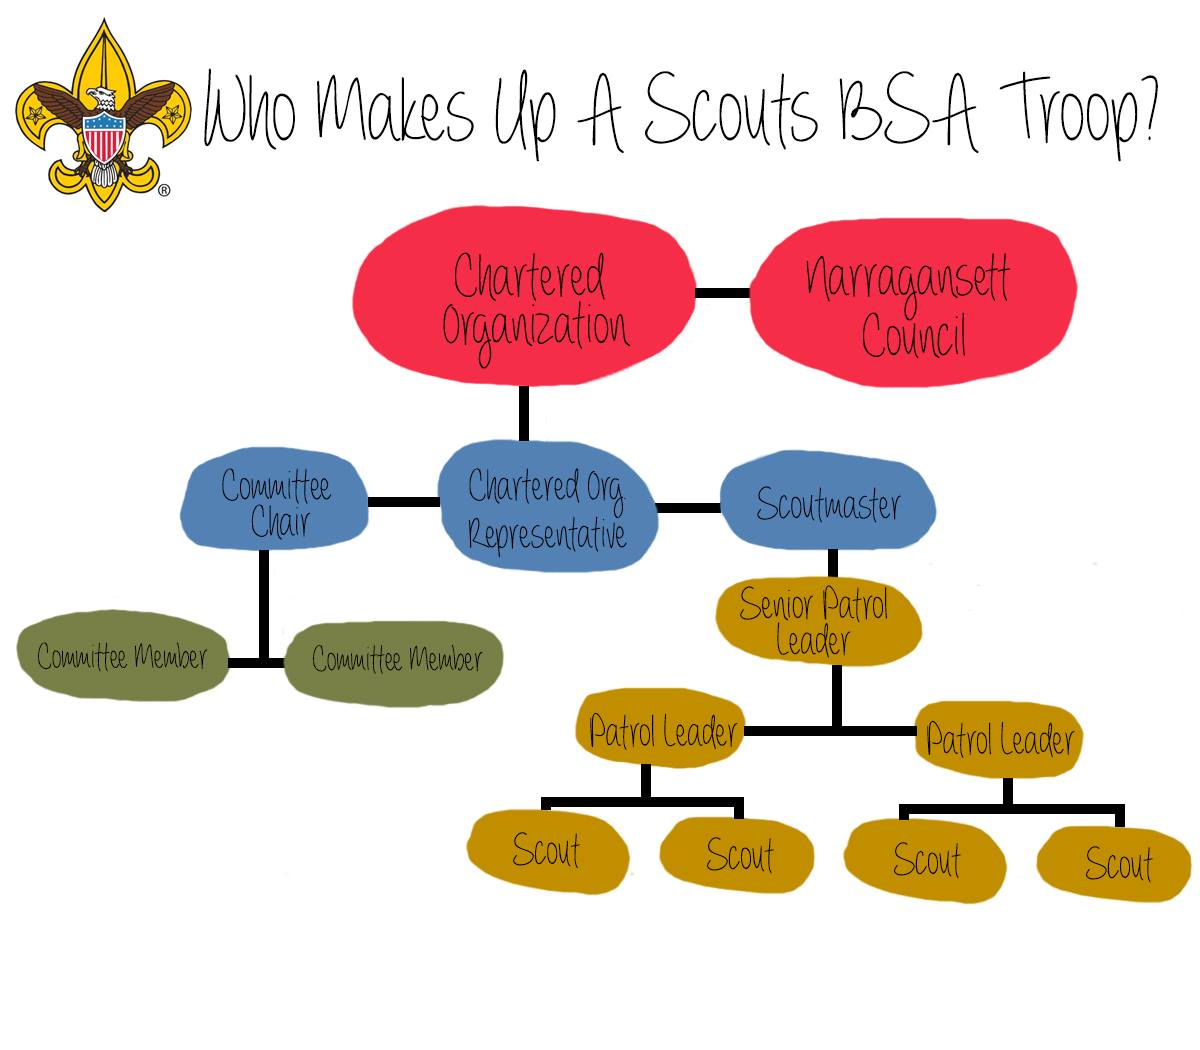 Who Makes Up A Scouts BSA Troop?
®
Chartered
Organization
Narragansett
Council
Committee
Chair
Chartered Org.
Representative
Scoutmaster
Senior Patrol
Leader
Committee Member
Committee Member
Patrol Leader
Patrol Leader
Scout
Scout
Scout
Scout